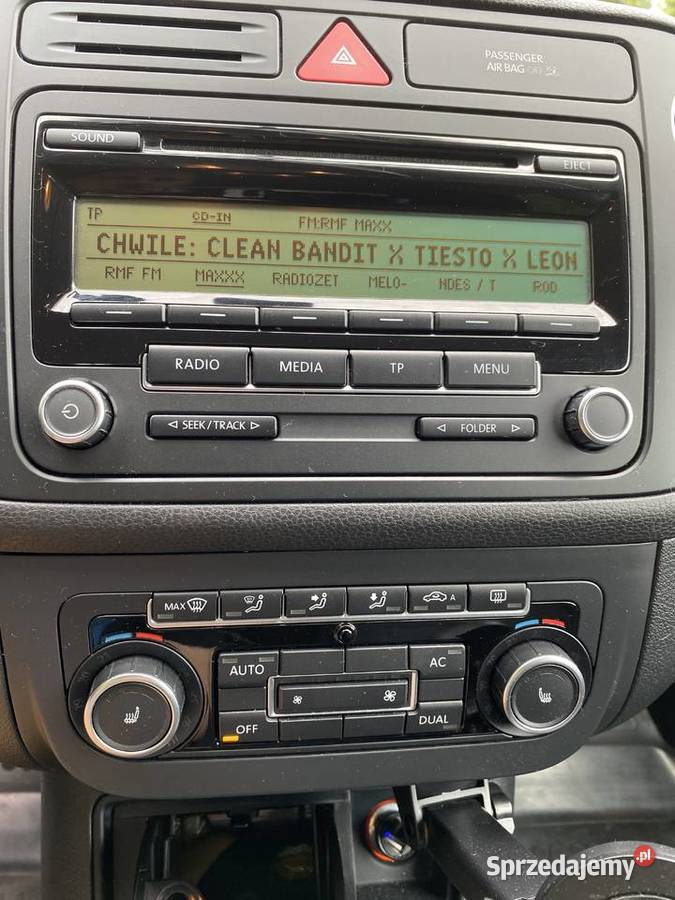 PASSENGER
AIR BAG OFF
SOUND
EJECT
TP CD-IN FM:RMF MAXX
CHWILE: CLEAN BANDIT X TIESTO X LEON
RMF FM MAXXX RADIOZET MELO- NDES / T ROD
RADIO MEDIA TP MENU
SEEK / TRACK FOLDER
MAX A
AUTO AC
OFF DUAL
Sprzedajemy.pl